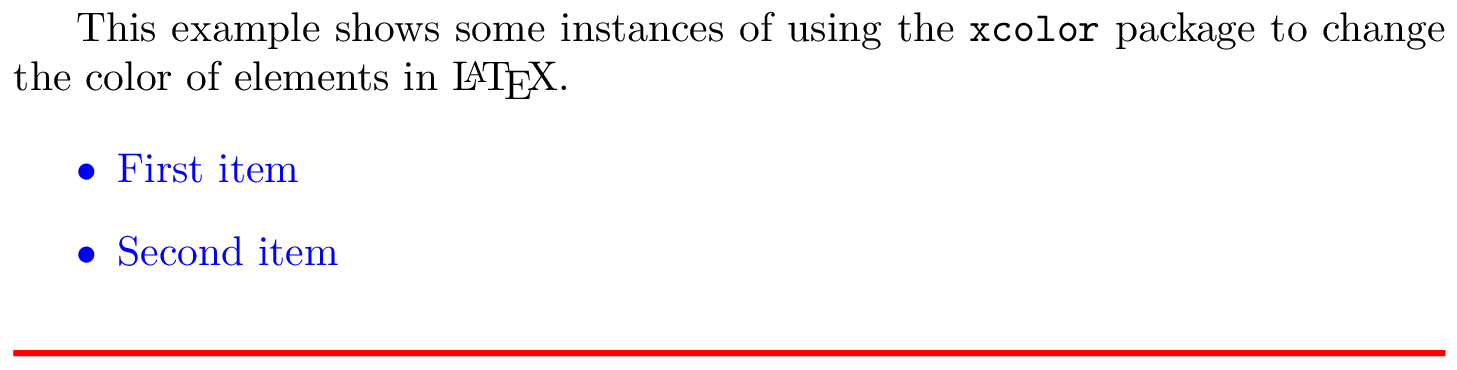 This example shows some instances of using the xcolor package to change
the color of elements in LATEX.
• First item
• Second item